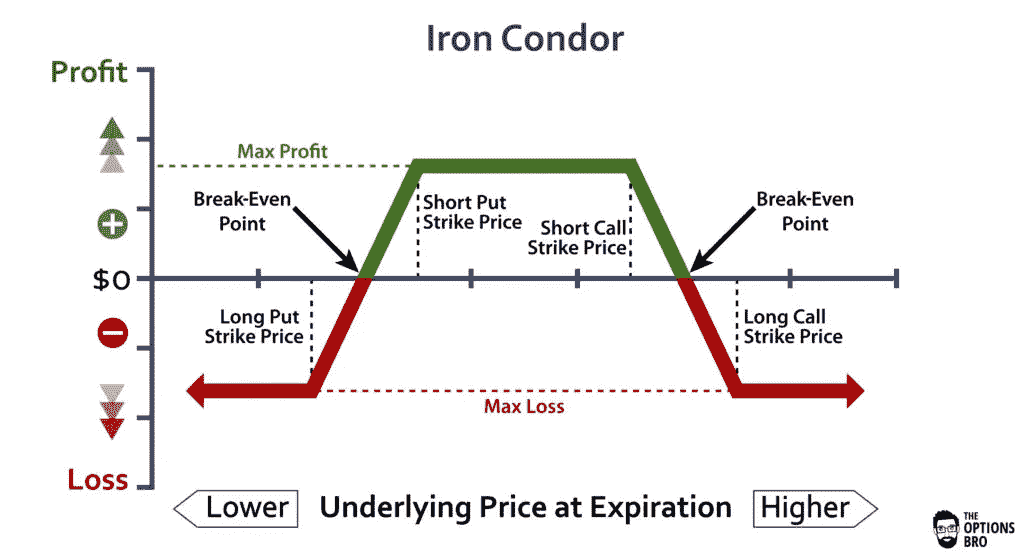 Iron Condor
Profit
Max Profit
Break-Even
Point
Short Put
Strike Price
Short Call
Strike Price
Break-Even
Point
$0
Long Put
Strike Price
Long Call
Strike Price
Max Loss
Loss
Lower
Underlying Price at Expiration
Higher
THE
OPTIONS
BRO